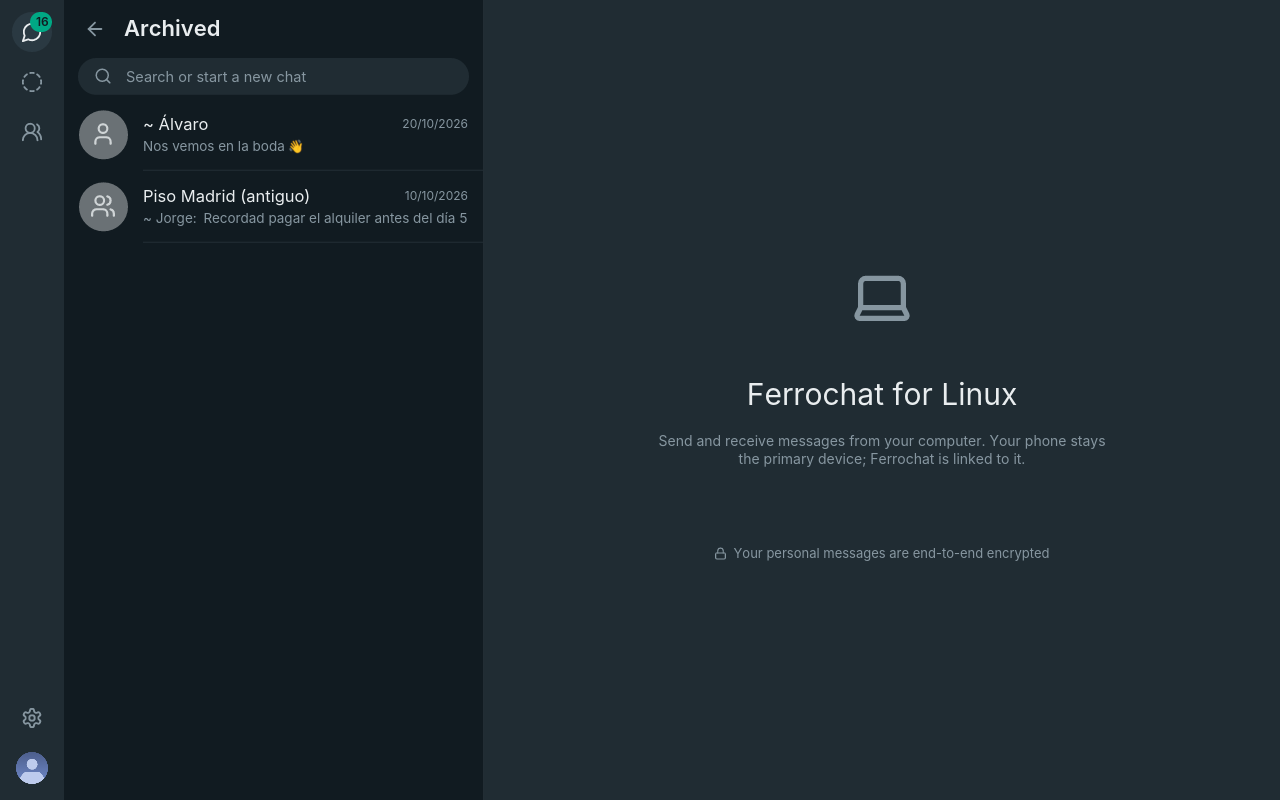 16
Archived
Search or start a new chat
~ Álvaro
20/10/2026
Nos vemos en la boda 👋
Piso Madrid (antiguo)
10/10/2026
~ Jorge: Recordad pagar el alquiler antes del día 5
Ferrochat for Linux
Send and receive messages from your computer. Your phone stays
the primary device; Ferrochat is linked to it.
Your personal messages are end-to-end encrypted